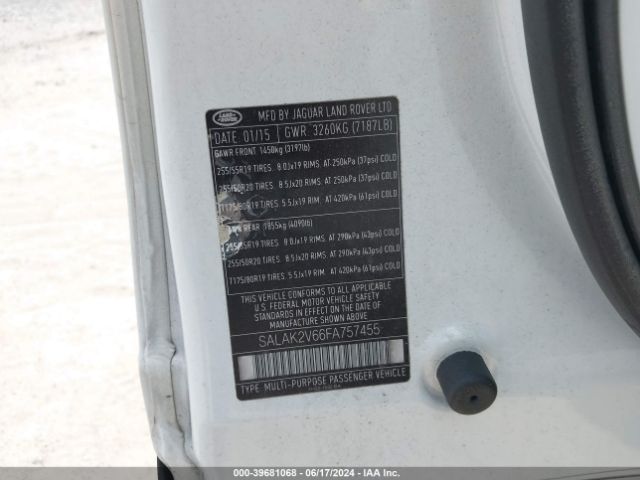 LAND ROVER
MFD BY JAGUAR LAND ROVER LTD
DATE 01/15 GWR. 3260KG (7187LB)
GAWR FRONT 1450kg (3197lb)
255/55R19 TIRES 8.0Jx19 RIMS. AT-250kPa (37psi) COLD
255/50R20 TIRES 8.5Jx20 RIMS. AT 250kPa (37psi) COLD
T175/80R19 TIRES 5.5Jx19 RIM. AT 420kPa (61psi) COLD
REAR 1855kg (4090lb)
255/55R19 TIRES 8.0Jx19 RIMS. AT 290kPa (43psi) COLD
255/50R20 TIRES 8.5Jx20 RIMS. AT 290kPa (43psi) COLD
T175/80R19 TIRES 5.5Jx19 RIM. AT 420kPa (61psi) COLD
THIS VEHICLE CONFORMS TO ALL APPLICABLE
U.S. FEDERAL MOTOR VEHICLE SAFETY
STANDARDS IN EFFECT ON THE DATE OF
MANUFACTURE SHOWN ABOVE
SALAK2V66FA757455
TYPE: MULTI-PURPOSE PASSENGER VEHICLE
000-39681068 - 06/17/2024 - IAA Inc.